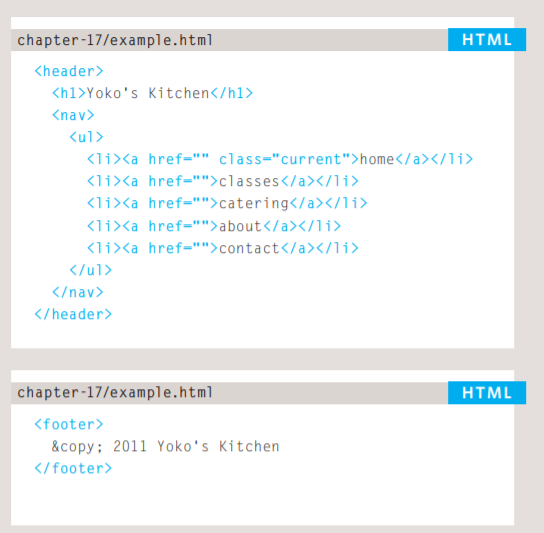 chapter-17/example.html HTML
<header>
<h1>Yoko's Kitchen</h1>
<nav>
<ul>
<li><a href="" class="current">home</a></li>
<li><a href="">classes</a></li>
<li><a href="">catering</a></li>
<li><a href="">about</a></li>
<li><a href="">contact</a></li>
</ul>
</nav>
</header>
chapter-17/example.html HTML
<footer>
&copy; 2011 Yoko's Kitchen
</footer>